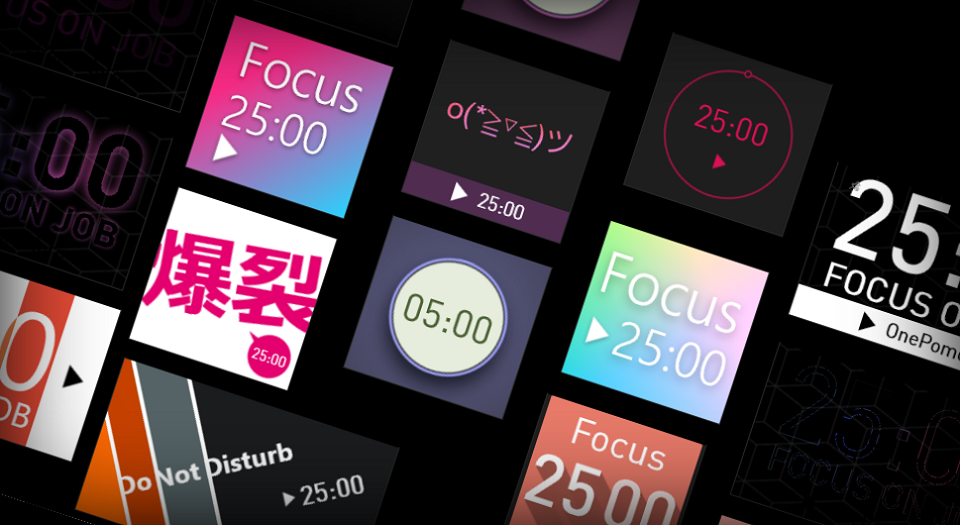 US ON JOB
:00
ON JOB
0
OB
Focus
25:00
爆裂
25:00
Do Not Disturb
25:00
o(*≧▽≦)ツ
25:00
05:00
25:00
Focus
25:00
Focus
25 00
25:
FOCUS O
OnePomo
25:0
FOCUS ON